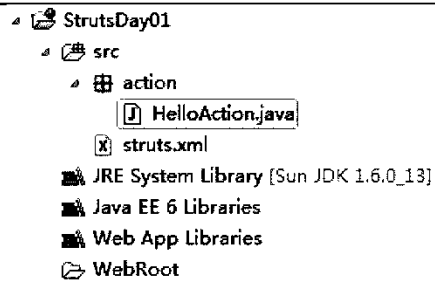 StrutsDay01
src
action
HelloAction.java
struts.xml
JRE System Library [Sun JDK 1.6.0_13]
Java EE 6 Libraries
Web App Libraries
WebRoot